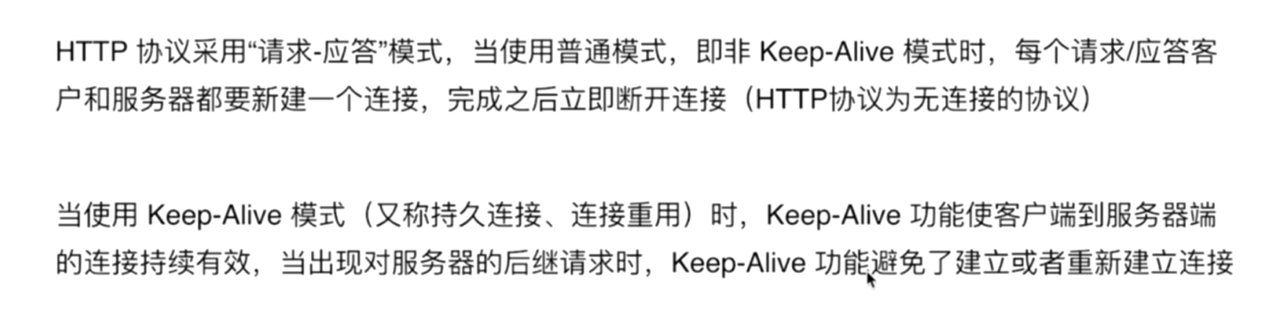 HTTP 协议采用“请求-应答”模式，当使用普通模式，即非 Keep-Alive 模式时，每个请求/应答客
户和服务器都要新建一个连接，完成之后立即断开连接（HTTP协议为无连接的协议）
当使用 Keep-Alive 模式（又称持久连接、连接重用）时，Keep-Alive 功能使客户端到服务器端
的连接持续有效，当出现对服务器的后继请求时，Keep-Alive 功能避免了建立或者重新建立连接